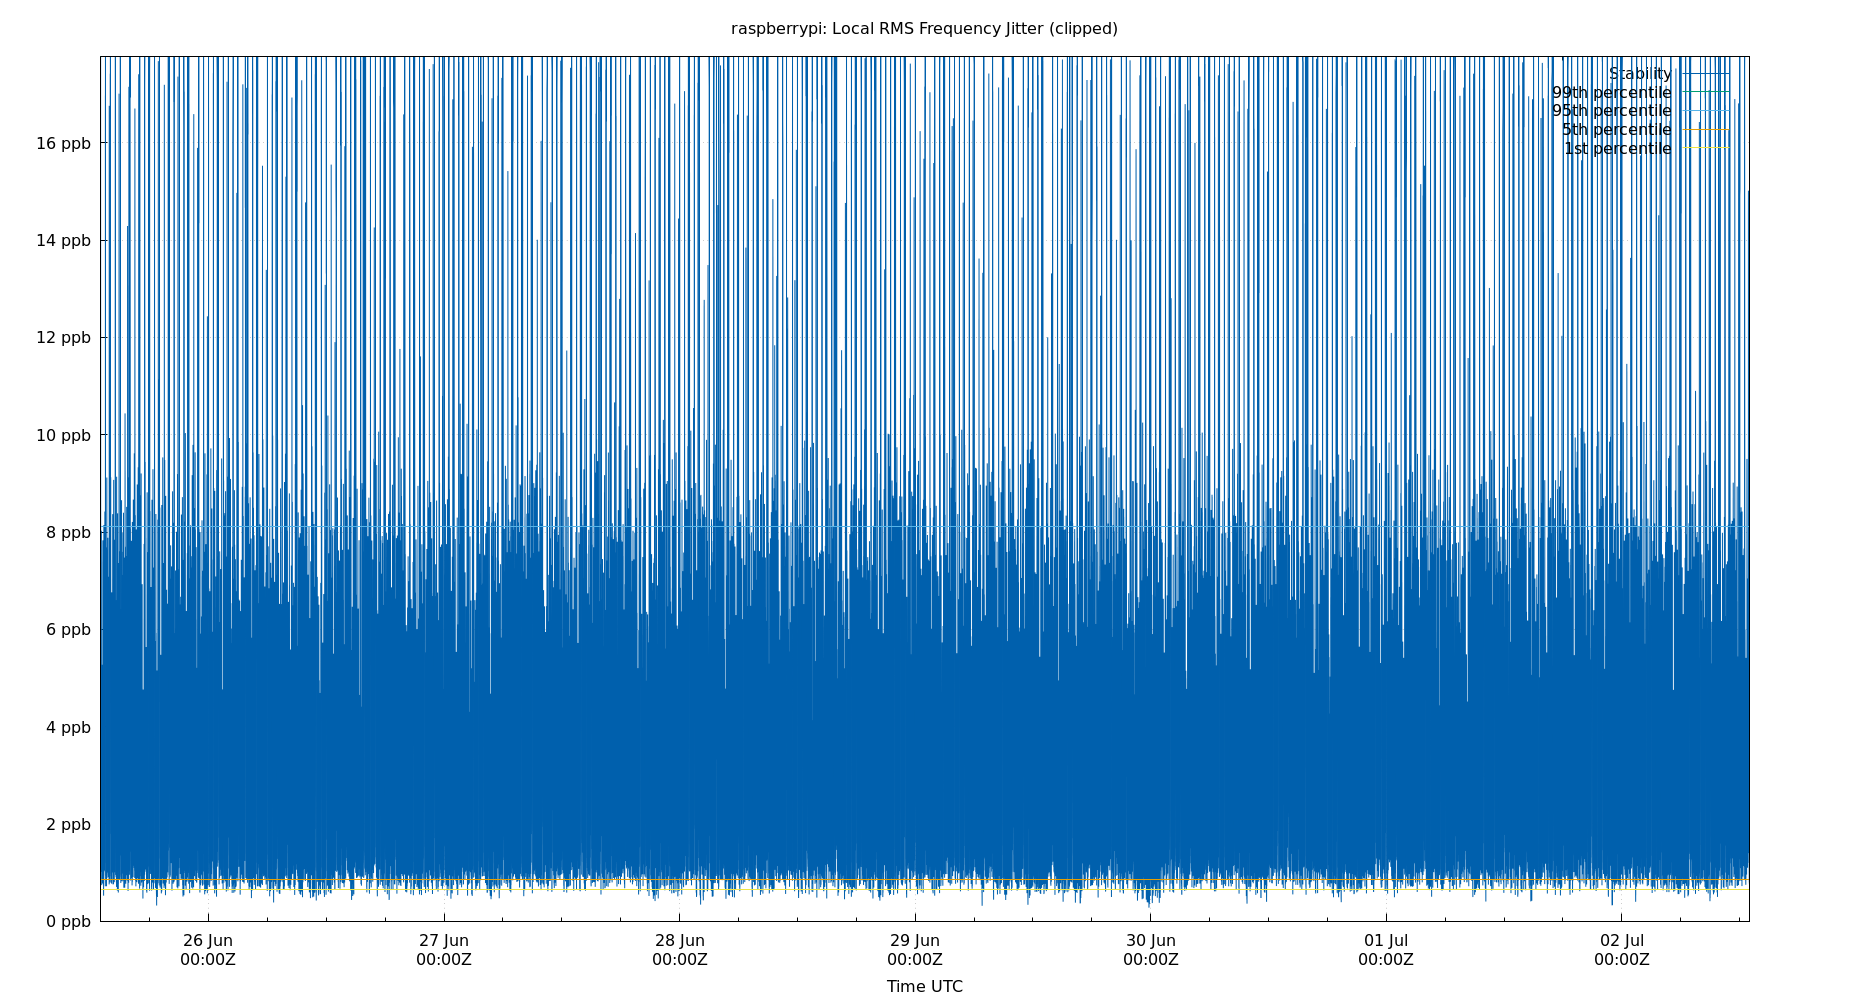 raspberrypi: Local RMS Frequency Jitter (clipped)
Stability
99th percentile
95th percentile
5th percentile
1st percentile
16 ppb
14 ppb
12 ppb
10 ppb
8 ppb
6 ppb
4 ppb
2 ppb
0 ppb
26 Jun 27 Jun 28 Jun 29 Jun 30 Jun 01 Jul 02 Jul
00:00Z 00:00Z 00:00Z 00:00Z 00:00Z 00:00Z 00:00Z
Time UTC